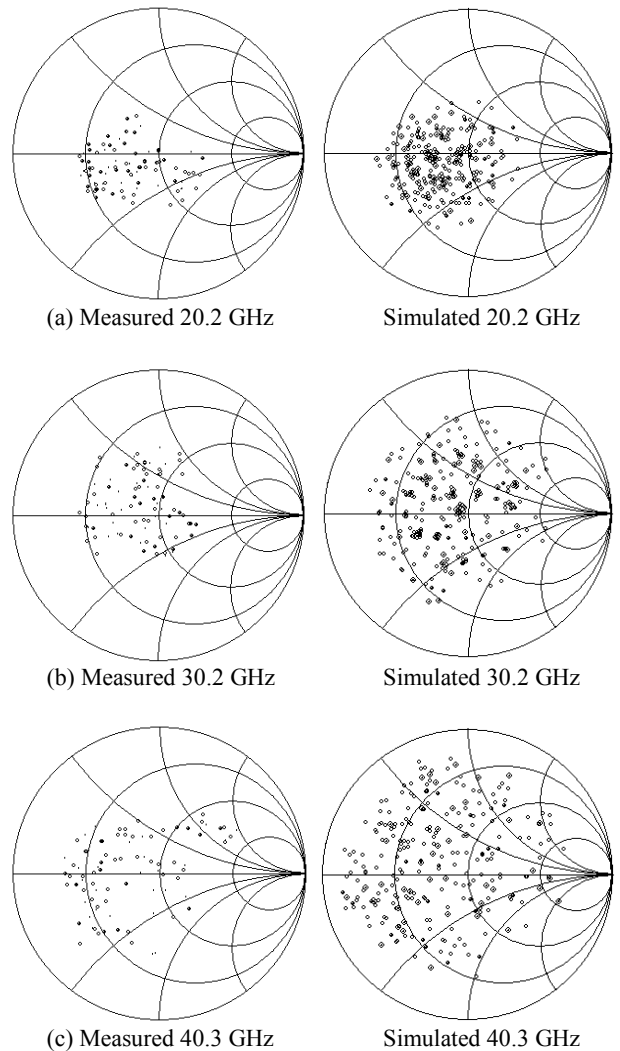 (a) Measured 20.2 GHz
Simulated 20.2 GHz
(b) Measured 30.2 GHz
Simulated 30.2 GHz
(c) Measured 40.3 GHz
Simulated 40.3 GHz